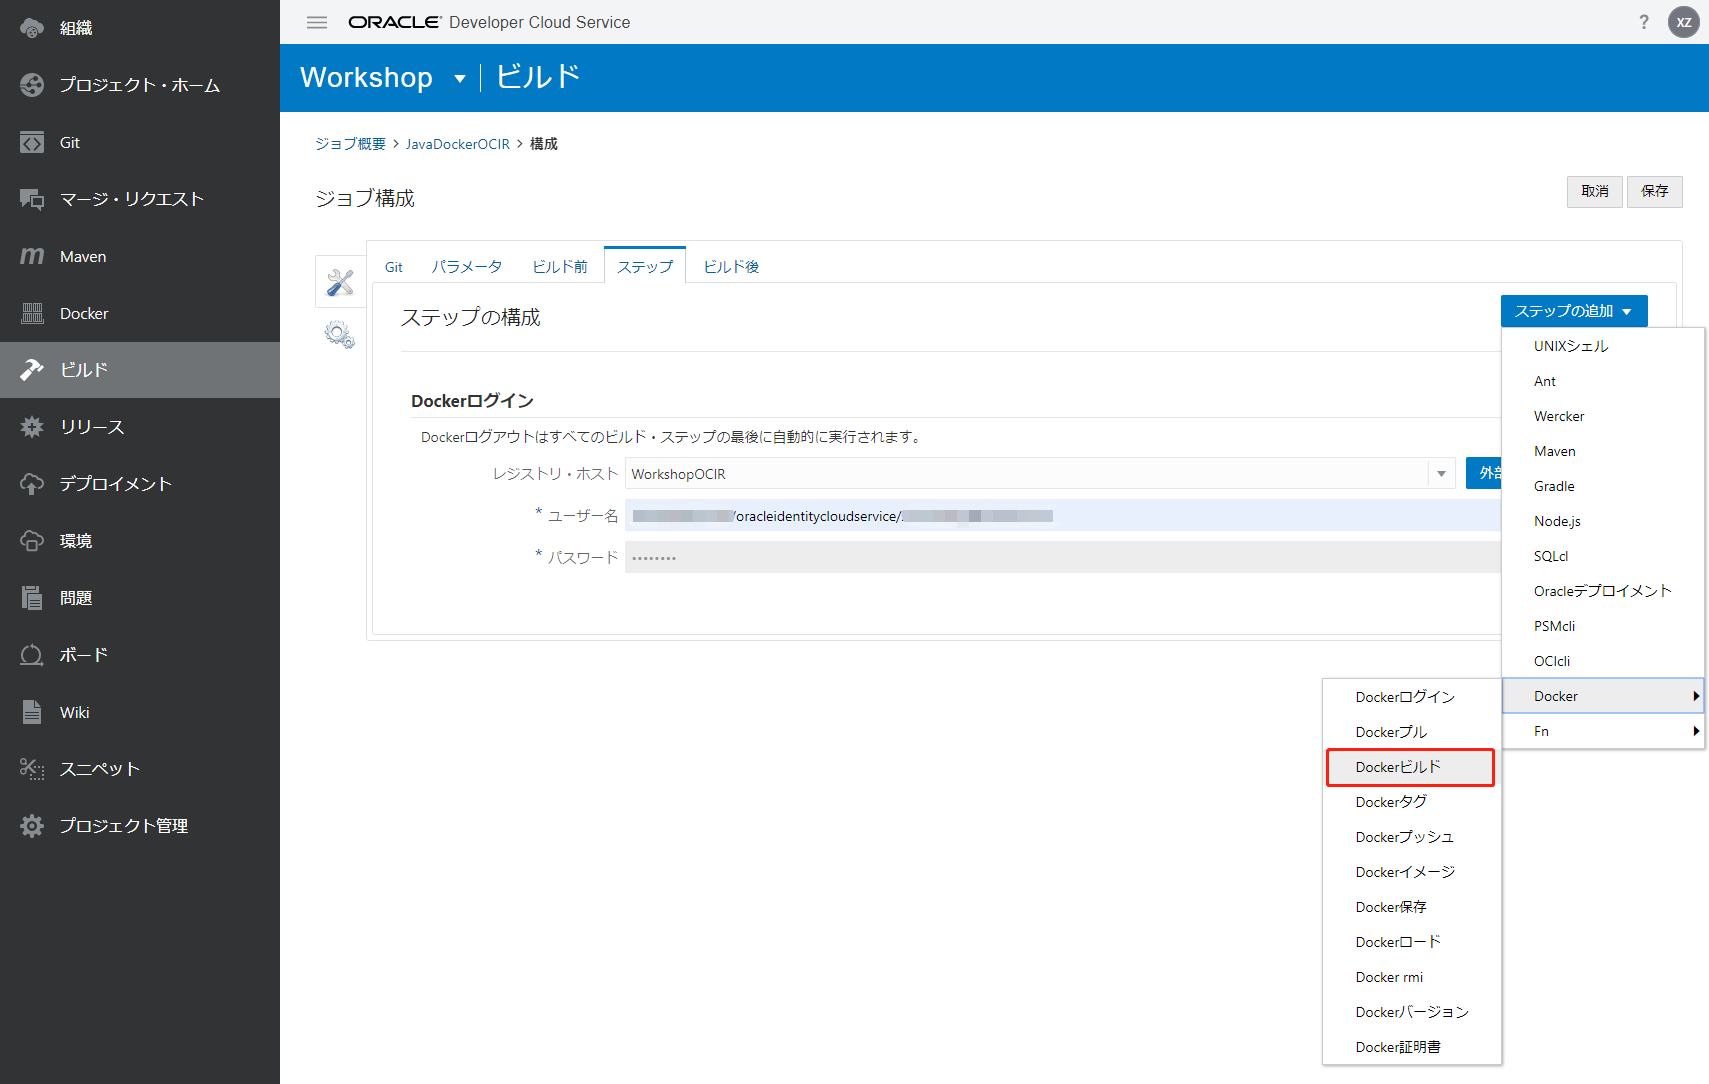 組織
プロジェクト・ホーム
Git
マージ・リクエスト
Maven
Docker
ビルド
リリース
デプロイメント
環境
問題
ボード
Wiki
スニペット
プロジェクト管理
ORACLE Developer Cloud Service
? XZ
Workshop ビルド
ジョブ概要 > JavaDockerOCIR > 構成
ジョブ構成
取消 保存
Git パラメータ ビルド前 ステップ ビルド後
ステップの構成
ステップの追加
Dockerログイン
Dockerログアウトはすべてのビルド・ステップの最後に自動的に実行されます。
レジストリ・ホスト WorkshopOCIR 外部
* ユーザー名 /oracleidentitycloudservice/
* パスワード ••••••••
UNIXシェル
Ant
Wercker
Maven
Gradle
Node.js
SQLcl
Oracleデプロイメント
PSMcli
OCIcli
Docker
Fn
Dockerログイン
Dockerプル
Dockerビルド
Dockerタグ
Dockerプッシュ
Dockerイメージ
Docker保存
Dockerロード
Docker rmi
Dockerバージョン
Docker証明書